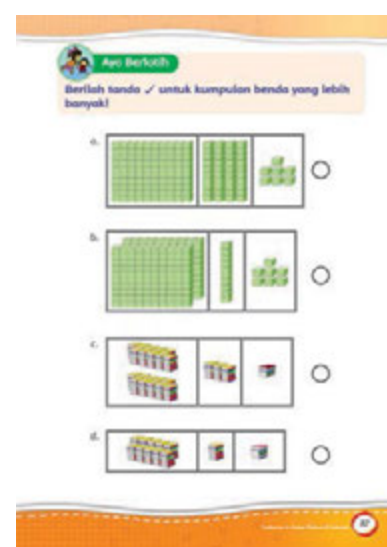 Ayo Berlatih
Berilah tanda ✓ untuk kumpulan benda yang lebih
banyak!
a.
b.
c.
d.